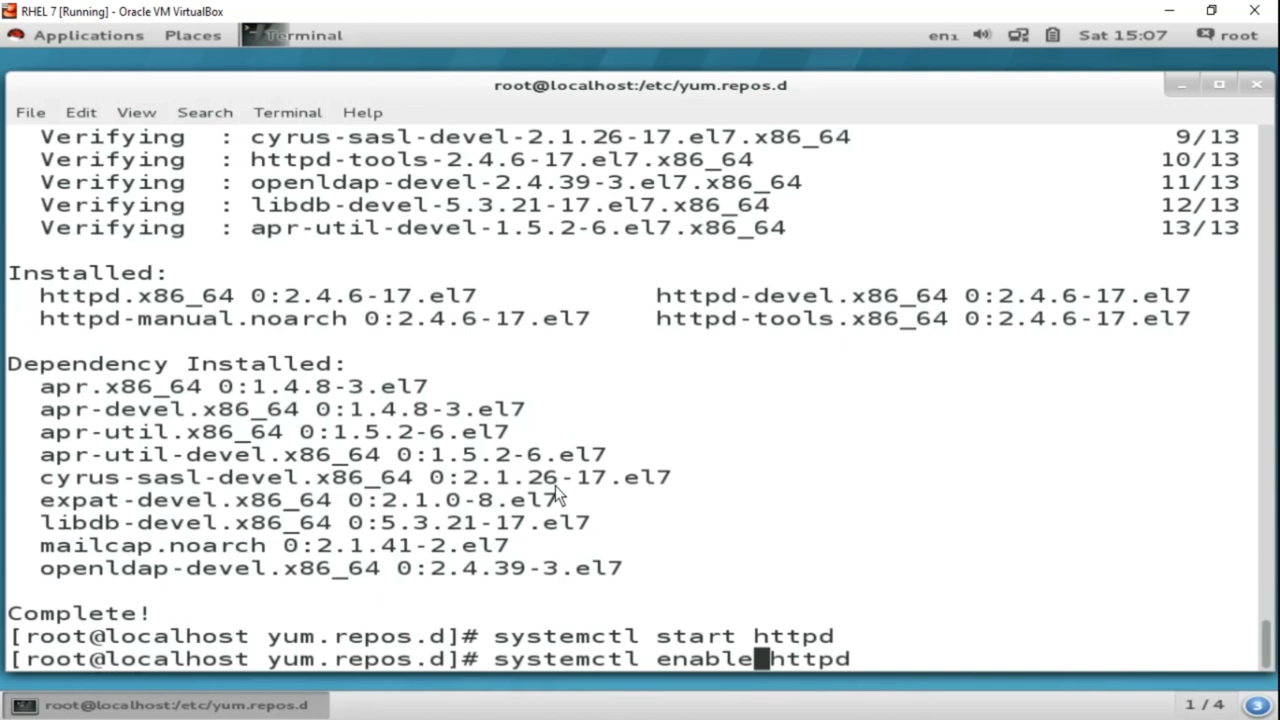 RHEL 7 [Running] - Oracle VM VirtualBox
Applications Places Terminal en1 Sat 15:07 root
root@localhost:/etc/yum.repos.d
File Edit View Search Terminal Help
Verifying : cyrus-sasl-devel-2.1.26-17.el7.x86_64 9/13
Verifying : httpd-tools-2.4.6-17.el7.x86_64 10/13
Verifying : openldap-devel-2.4.39-3.el7.x86_64 11/13
Verifying : libdb-devel-5.3.21-17.el7.x86_64 12/13
Verifying : apr-util-devel-1.5.2-6.el7.x86_64 13/13
Installed:
httpd.x86_64 0:2.4.6-17.el7 httpd-devel.x86_64 0:2.4.6-17.el7
httpd-manual.noarch 0:2.4.6-17.el7 httpd-tools.x86_64 0:2.4.6-17.el7
Dependency Installed:
apr.x86_64 0:1.4.8-3.el7
apr-devel.x86_64 0:1.4.8-3.el7
apr-util.x86_64 0:1.5.2-6.el7
apr-util-devel.x86_64 0:1.5.2-6.el7
cyrus-sasl-devel.x86_64 0:2.1.26-17.el7
expat-devel.x86_64 0:2.1.0-8.el7
libdb-devel.x86_64 0:5.3.21-17.el7
mailcap.noarch 0:2.1.41-2.el7
openldap-devel.x86_64 0:2.4.39-3.el7
Complete!
[root@localhost yum.repos.d]# systemctl start httpd
[root@localhost yum.repos.d]# systemctl enable httpd
root@localhost:/etc/yum.repos.d 1 / 4 3